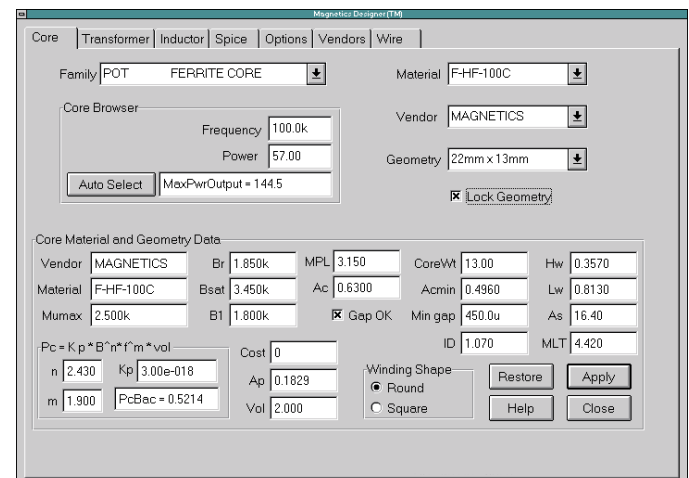 Magnetics Designer(TM)
Core Transformer Inductor Spice Options Vendors Wire
Family POT FERRITE CORE
Material F-HF-100C
Core Browser
Frequency 100.0k
Vendor MAGNETICS
Power 57.00
Geometry 22mm x 13mm
Auto Select MaxPwrOutput = 144.5
Lock Geometry
Core Material and Geometry Data
Vendor MAGNETICS Br 1.850k MPL 3.150 CoreWt 13.00 Hw 0.3570
Material F-HF-100C Bsat 3.450k Ac 0.6300 Acmin 0.4960 Lw 0.8130
Mumax 2.500k B1 1.800k Gap OK Min gap 450.0u As 16.40
Pc = K p * B^n* f^m * vol
Cost 0
ID 1.070 MLT 4.420
n 2.430 Kp 3.00e-018
Ap 0.1829
Winding Shape
Round
Restore Apply
m 1.900 PcBac = 0.5214
Vol 2.000
Square
Help Close